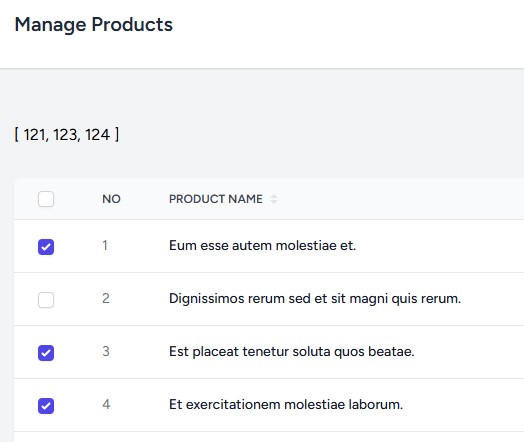 Manage Products
[ 121, 123, 124 ]
NO PRODUCT NAME
1 Eum esse autem molestiae et.
2 Dignissimos rerum sed et sit magni quis rerum.
3 Est placeat tenetur soluta quos beatae.
4 Et exercitationem molestiae laborum.